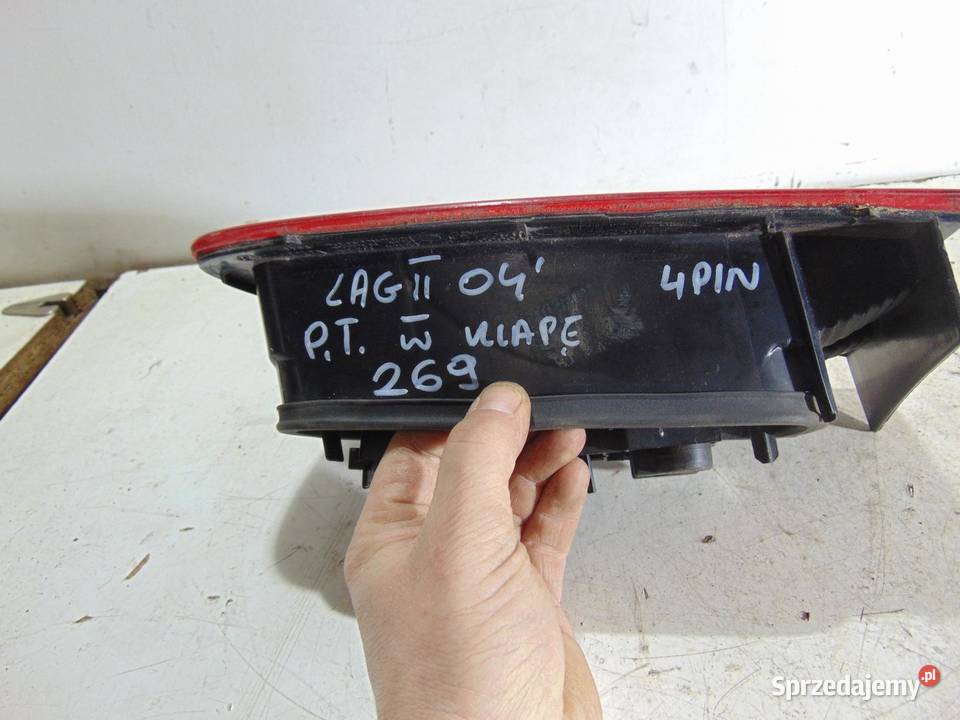 LAG II 04' 4PIN
P.T. W KLAPĘ
269
Sprzedajemy.pl